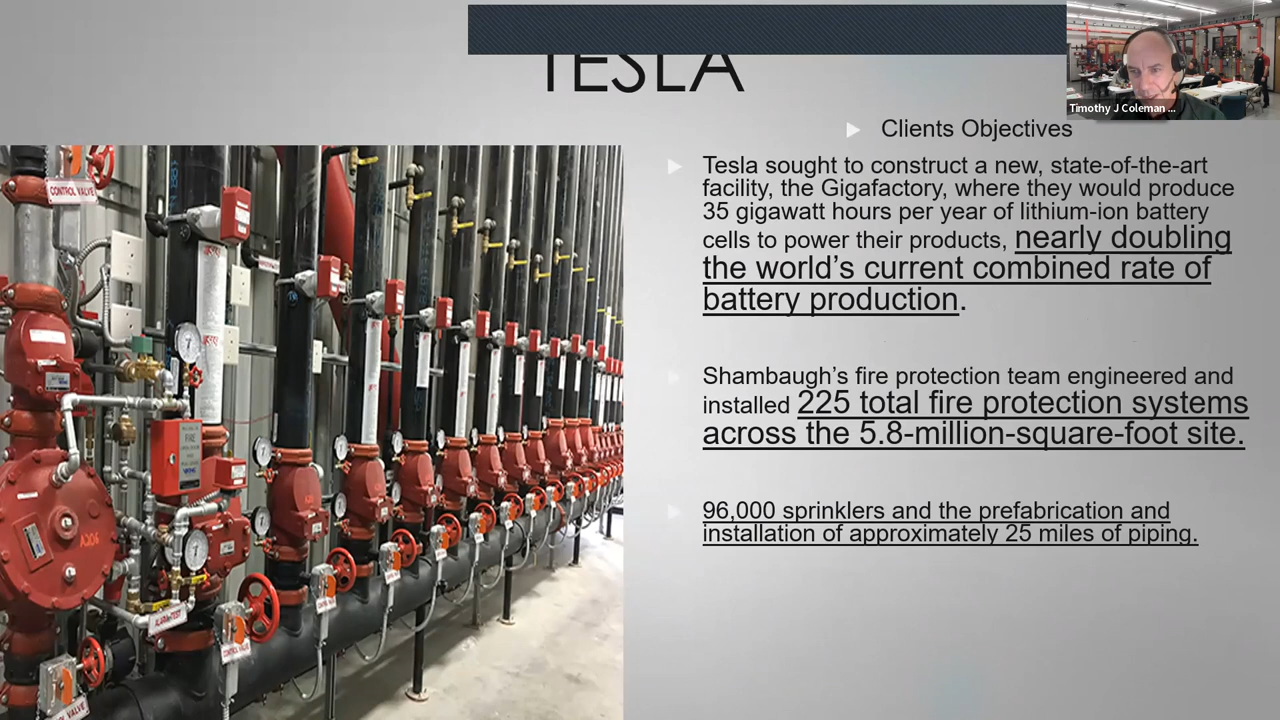 TESLA
Timothy J Coleman ...
Clients Objectives
Tesla sought to construct a new, state-of-the-art
facility, the Gigafactory, where they would produce
35 gigawatt hours per year of lithium-ion battery
cells to power their products, nearly doubling
the world’s current combined rate of
battery production.
Shambaugh’s fire protection team engineered and
installed 225 total fire protection systems
across the 5.8-million-square-foot site.
96,000 sprinklers and the prefabrication and
installation of approximately 25 miles of piping.
CONTROL VALVE
FIRE
ALARM TEST
CONTROL VALVE
VALVE